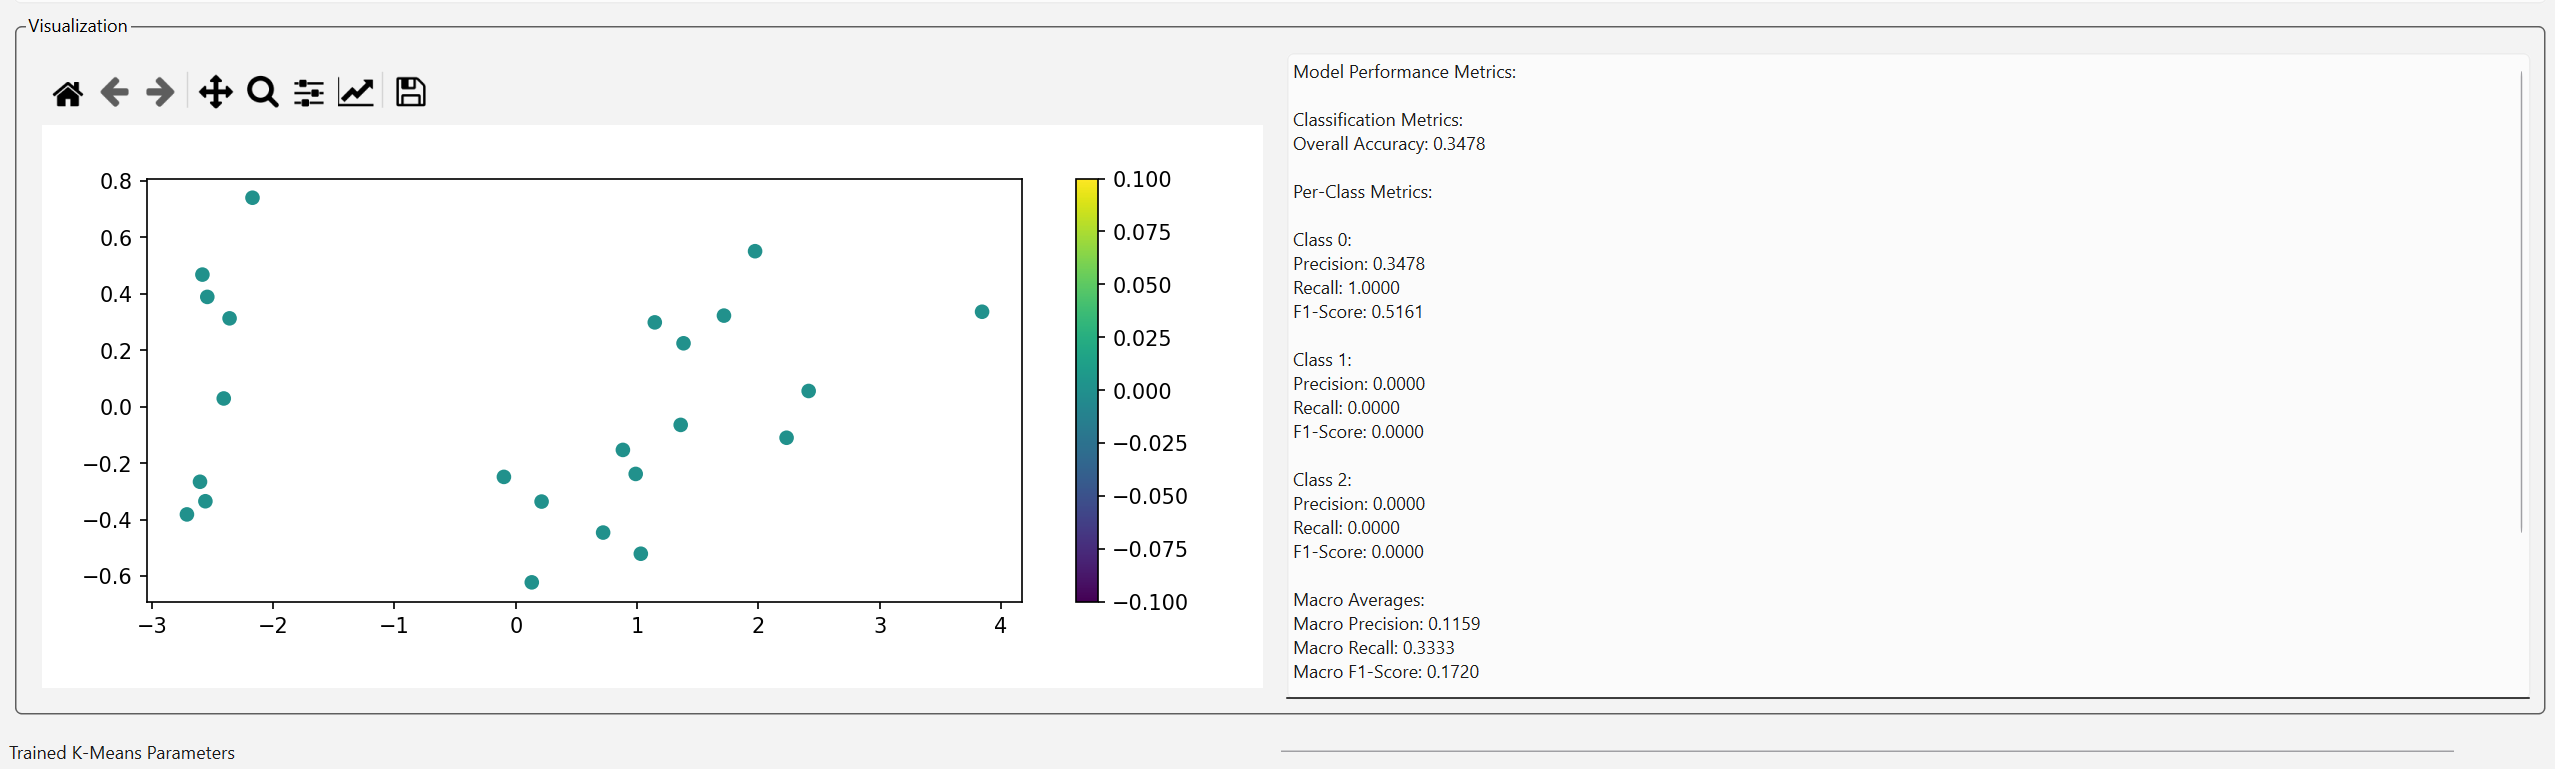 Visualization
0.8
0.6
0.4
0.2
0.0
−0.2
−0.4
−0.6
−3 −2 −1 0 1 2 3 4
0.100
0.075
0.050
0.025
0.000
−0.025
−0.050
−0.075
−0.100
Model Performance Metrics:
Classification Metrics:
Overall Accuracy: 0.3478
Per-Class Metrics:
Class 0:
Precision: 0.3478
Recall: 1.0000
F1-Score: 0.5161
Class 1:
Precision: 0.0000
Recall: 0.0000
F1-Score: 0.0000
Class 2:
Precision: 0.0000
Recall: 0.0000
F1-Score: 0.0000
Macro Averages:
Macro Precision: 0.1159
Macro Recall: 0.3333
Macro F1-Score: 0.1720
Trained K-Means Parameters